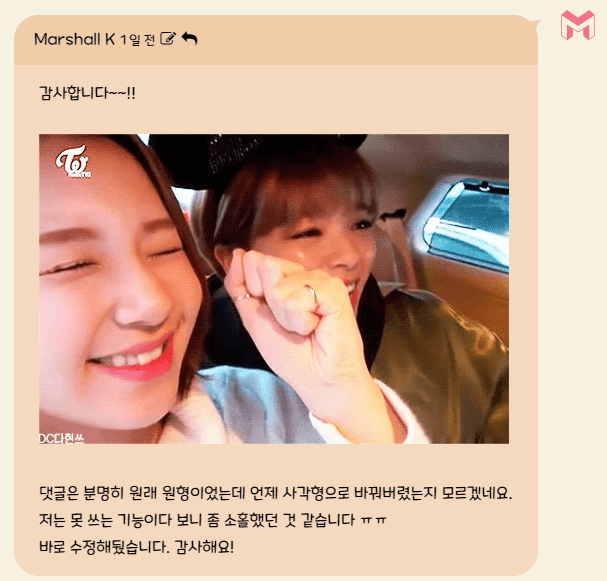 Marshall K 1일 전
감사합니다~~!!
DC다현쓰
댓글은 분명히 원래 원형이었는데 언제 사각형으로 바꿔버렸는지 모르겠네요.
저는 못 쓰는 기능이다 보니 좀 소홀했던 것 같습니다 ㅠㅠ
바로 수정해뒀습니다. 감사해요!